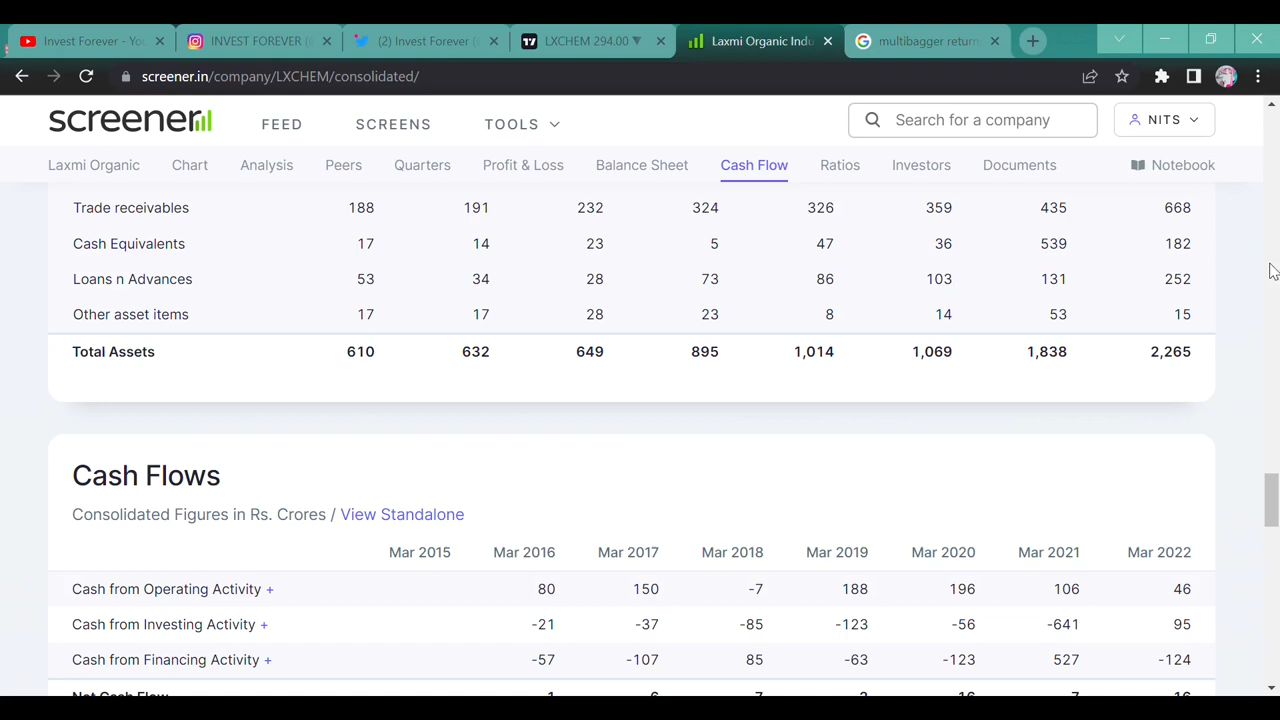 Invest Forever - You
INVEST FOREVER (
(2) Invest Forever (
LXCHEM 294.00 ▼
Laxmi Organic Indu
multibagger return
screener.in/company/LXCHEM/consolidated/
screener FEED SCREENS TOOLS Search for a company NITS
Laxmi Organic Chart Analysis Peers Quarters Profit & Loss Balance Sheet Cash Flow Ratios Investors Documents Notebook
Trade receivables 188 191 232 324 326 359 435 668
Cash Equivalents 17 14 23 5 47 36 539 182
Loans n Advances 53 34 28 73 86 103 131 252
Other asset items 17 17 28 23 8 14 53 15
Total Assets 610 632 649 895 1,014 1,069 1,838 2,265
Cash Flows
Consolidated Figures in Rs. Crores / View Standalone
Mar 2015 Mar 2016 Mar 2017 Mar 2018 Mar 2019 Mar 2020 Mar 2021 Mar 2022
Cash from Operating Activity + 80 150 -7 188 196 106 46
Cash from Investing Activity + -21 -37 -85 -123 -56 -641 95
Cash from Financing Activity + -57 -107 85 -63 -123 527 -124
Net Cash Flow